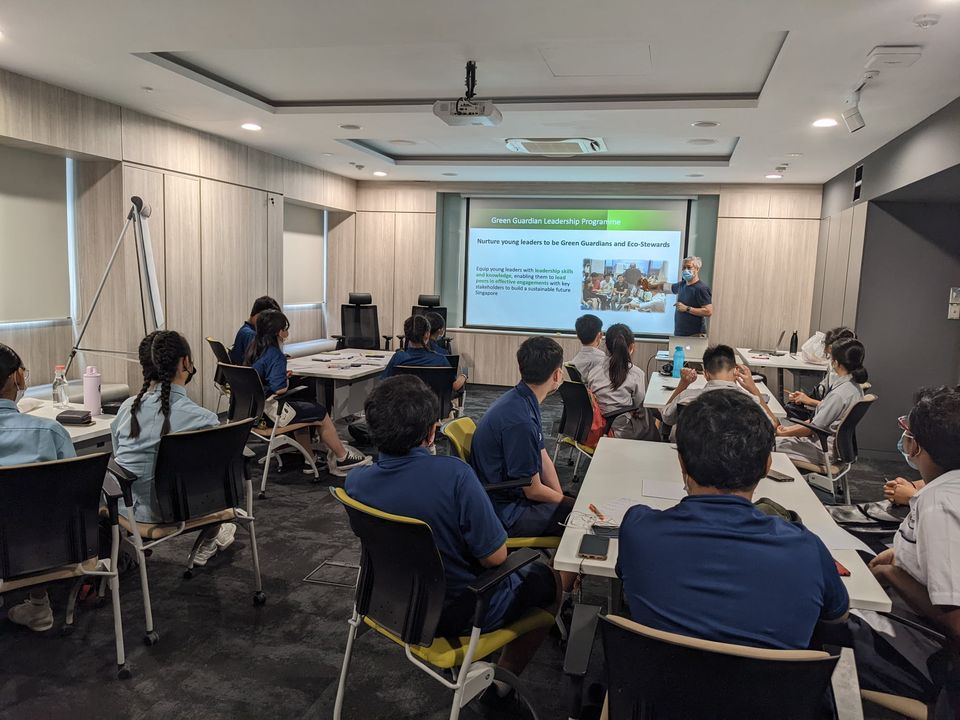 Green Guardian Leadership Programme
Nurture young leaders to be Green Guardians and Eco-Stewards
Equip young leaders with leadership skills
and knowledge, enabling them to lead
peers in effective engagements with key
stakeholders to build a sustainable future
Singapore